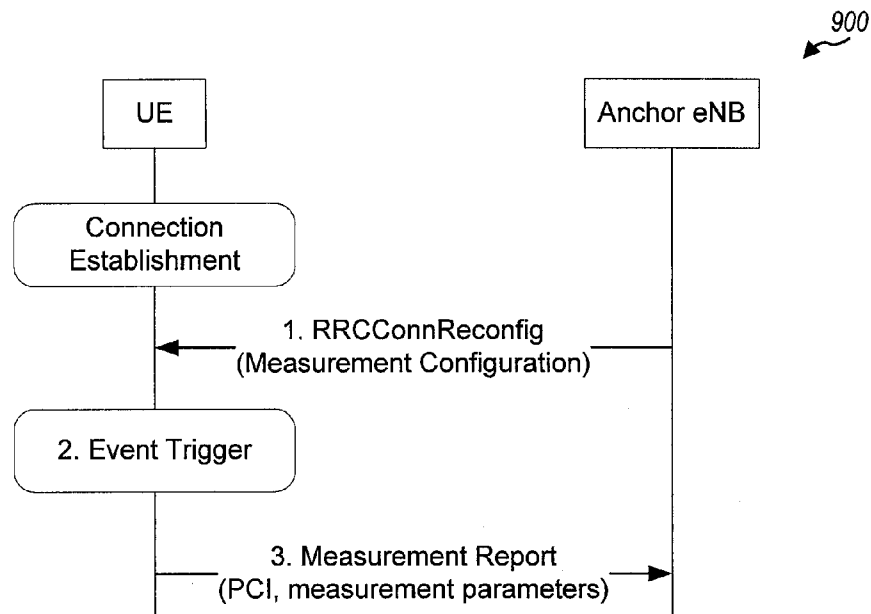 900
UE
Anchor eNB
Connection
Establishment
1. RRCConnReconfig
(Measurement Configuration)
2. Event Trigger
3. Measurement Report
(PCI, measurement parameters)